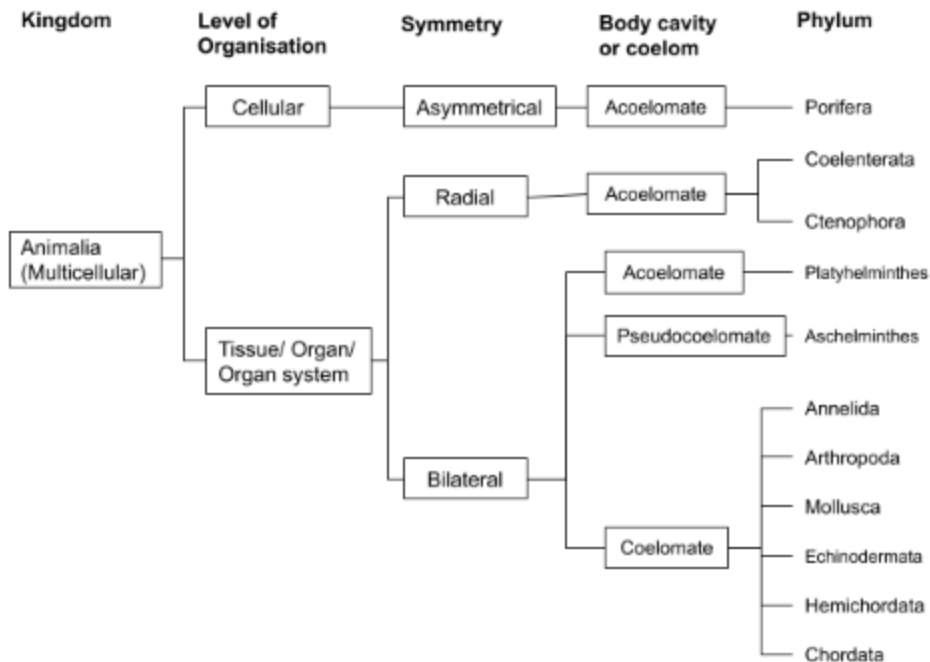 Kingdom
Level of
Organisation
Symmetry
Body cavity
or coelom
Phylum
Cellular
Asymmetrical
Acoelomate
Porifera
Radial
Acoelomate
Coelenterata
Ctenophora
Animalia
(Multicellular)
Acoelomate
Platyhelminthes
Tissue/ Organ/
Organ system
Pseudocoelomate
Aschelminthes
Bilateral
Coelomate
Annelida
Arthropoda
Mollusca
Echinodermata
Hemichordata
Chordata